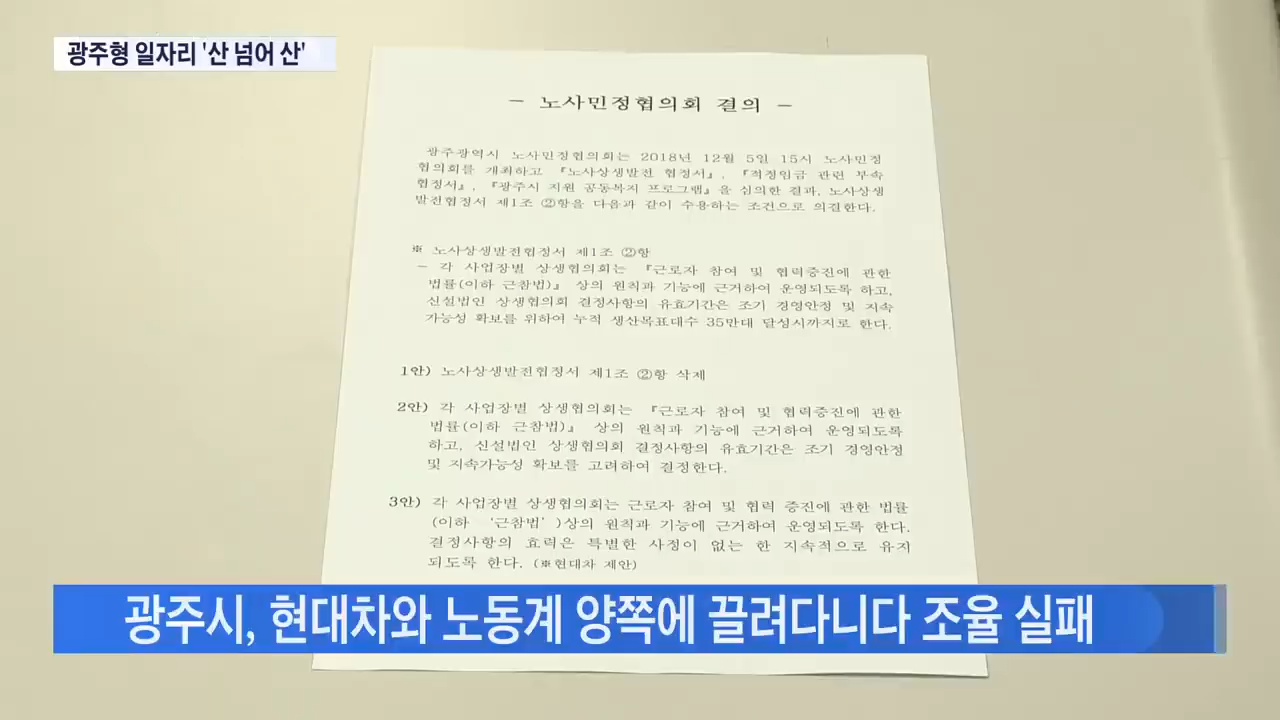 광주형 일자리 '산 넘어 산'
- 노사민정협의회 결의 -
광주광역시 노사민정협의회는 2018년 12월 5일 15시 노사민정
협의회를 개최하고 『노사상생발전 협정서』, 『적정임금 관련 부속
협정서』, 『광주시 지원 공동복지 프로그램』을 심의한 결과, 노사상생
발전협정서 제1조 ②항을 다음과 같이 수용하는 조건으로 의결한다.
※ 노사상생발전협정서 제1조 ②항
- 각 사업장별 상생협의회는 『근로자 참여 및 협력증진에 관한
법률(이하 근참법)』 상의 원칙과 기능에 근거하여 운영되도록 하고,
신설법인 상생협의회 결정사항의 유효기간은 조기 경영안정 및 지속
가능성 확보를 위하여 누적 생산목표대수 35만대 달성시까지로 한다.
1안) 노사상생발전협정서 제1조 ②항 삭제
2안) 각 사업장별 상생협의회는 『근로자 참여 및 협력증진에 관한
법률(이하 근참법)』 상의 원칙과 기능에 근거하여 운영되도록
하고, 신설법인 상생협의회 결정사항의 유효기간은 조기 경영안정
및 지속가능성 확보를 고려하여 결정한다.
3안) 각 사업장별 상생협의회는 근로자 참여 및 협력 증진에 관한 법률
(이하 '근참법')상의 원칙과 기능에 근거하여 운영되도록 한다.
결정사항의 효력은 특별한 사정이 없는 한 지속적으로 유지
되도록 한다. (※현대차 제안)
광주시, 현대차와 노동계 양쪽에 끌려다니다 조율 실패